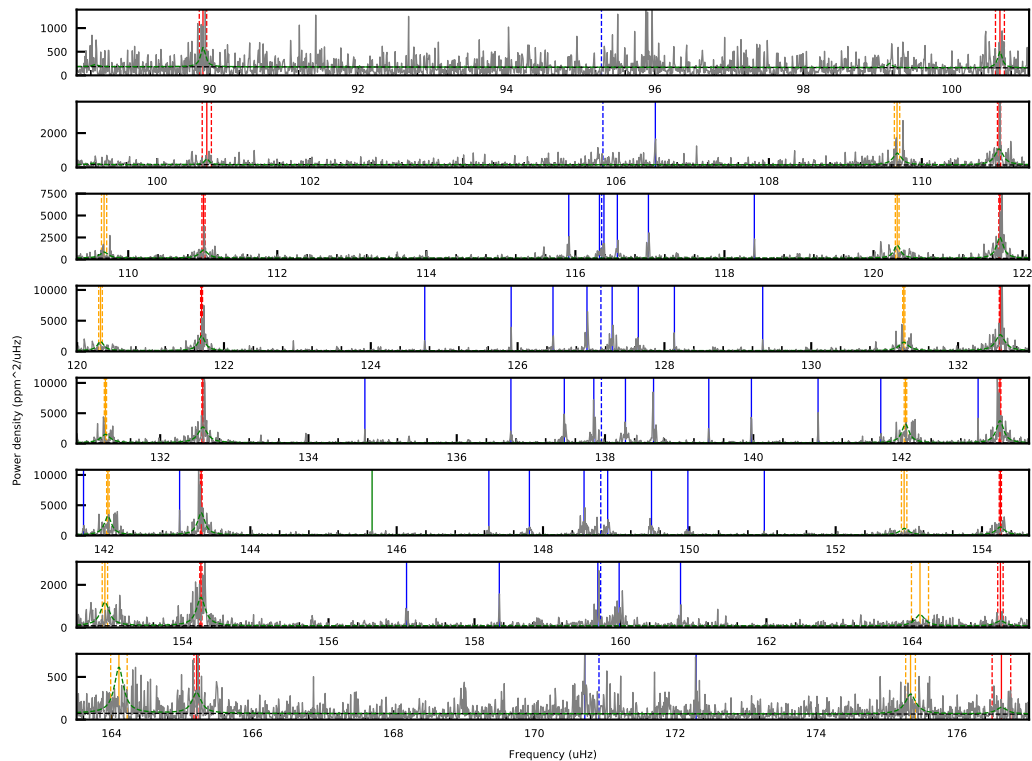 1000
500
0
90 92 94 96 98 100
2000
0
100 102 104 106 108 110
7500
5000
2500
0
110 112 114 116 118 120 122
10000
5000
0
120 122 124 126 128 130 132
10000
5000
0
132 134 136 138 140 142
10000
5000
0
142 144 146 148 150 152 154
2000
0
154 156 158 160 162 164
500
0
164 166 168 170 172 174 176
Power density (ppm^2/uHz)
Frequency (uHz)